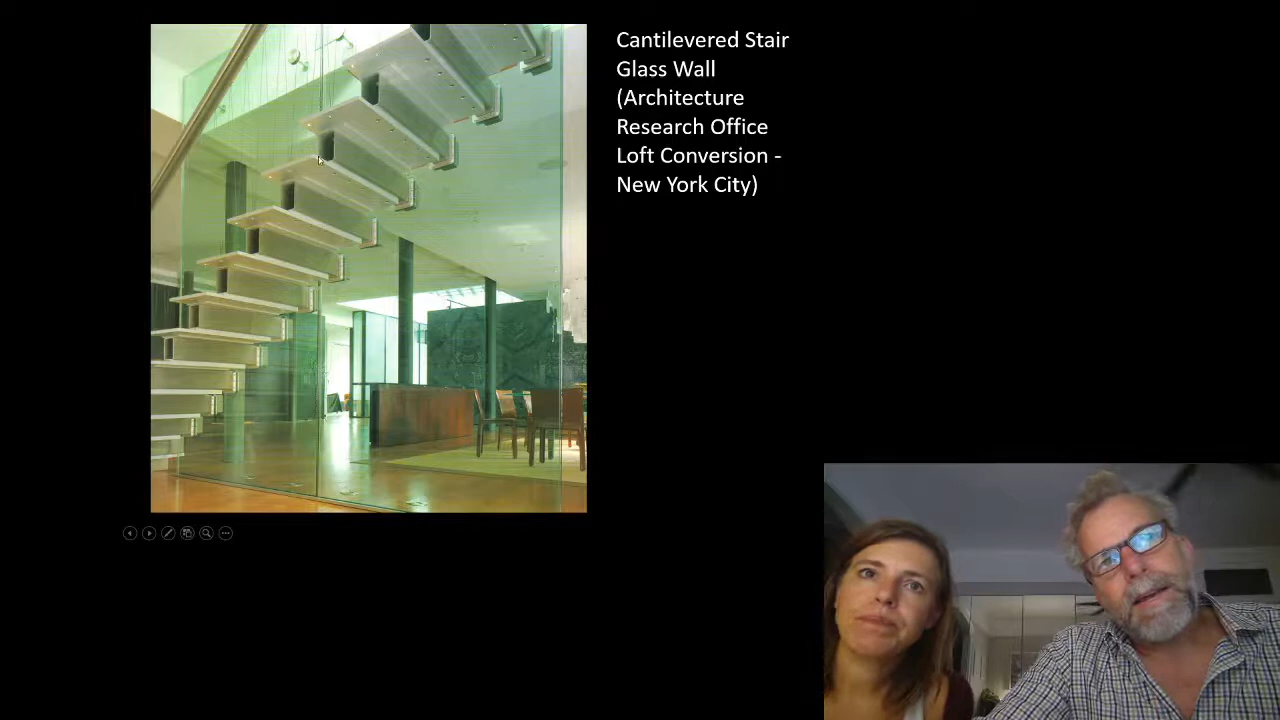 Cantilevered Stair
Glass Wall
(Architecture
Research Office
Loft Conversion -
New York City)